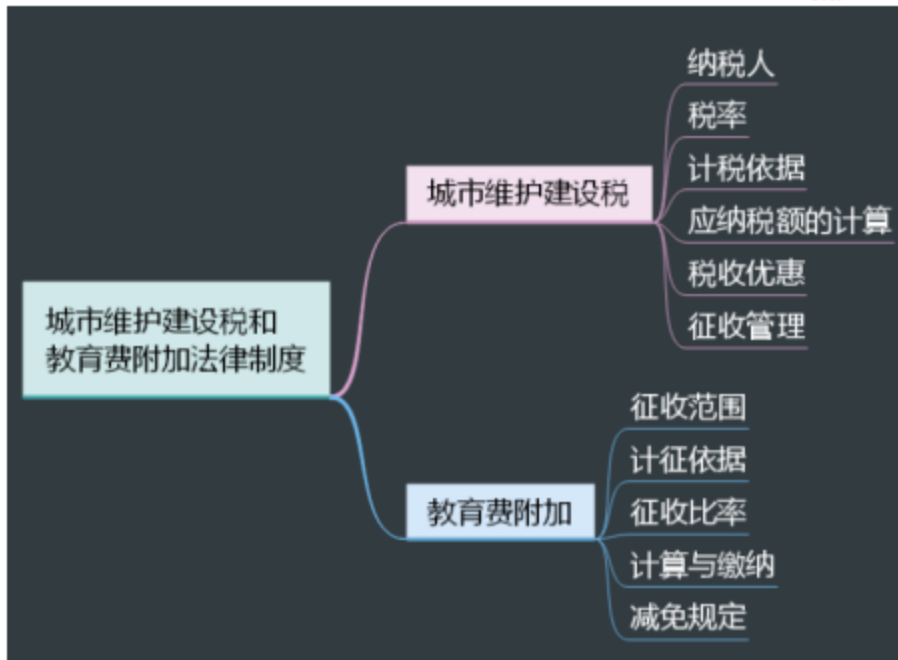 城市维护建设税和
教育费附加法律制度
城市维护建设税
纳税人
税率
计税依据
应纳税额的计算
税收优惠
征收管理
教育费附加
征收范围
计征依据
征收比率
计算与缴纳
减免规定